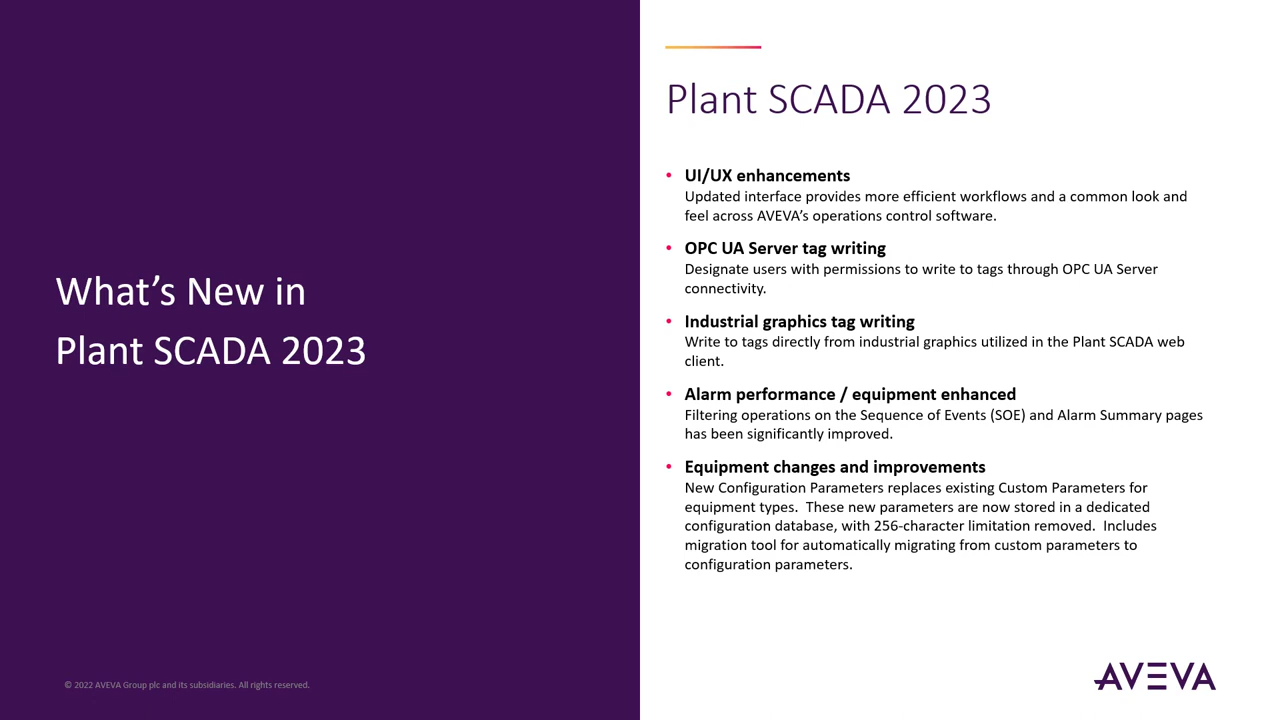 What’s New in
Plant SCADA 2023
© 2022 AVEVA Group plc and its subsidiaries. All rights reserved.
Plant SCADA 2023
• UI/UX enhancements
Updated interface provides more efficient workflows and a common look and
feel across AVEVA’s operations control software.
• OPC UA Server tag writing
Designate users with permissions to write to tags through OPC UA Server
connectivity.
• Industrial graphics tag writing
Write to tags directly from industrial graphics utilized in the Plant SCADA web
client.
• Alarm performance / equipment enhanced
Filtering operations on the Sequence of Events (SOE) and Alarm Summary pages
has been significantly improved.
• Equipment changes and improvements
New Configuration Parameters replaces existing Custom Parameters for
equipment types.  These new parameters are now stored in a dedicated
configuration database, with 256-character limitation removed.  Includes
migration tool for automatically migrating from custom parameters to
configuration parameters.
AVEVA